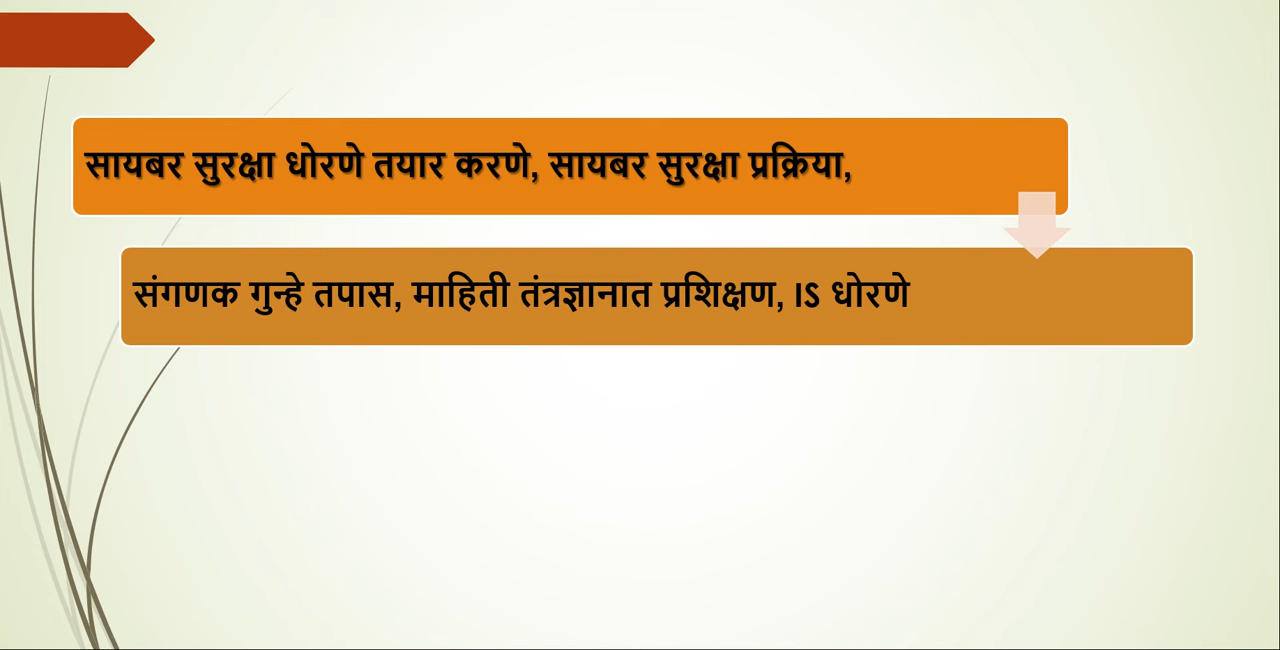 सायबर सुरक्षा धोरणे तयार करणे, सायबर सुरक्षा प्रक्रिया,
संगणक गुन्हे तपास, माहिती तंत्रज्ञानात प्रशिक्षण, IS धोरणे